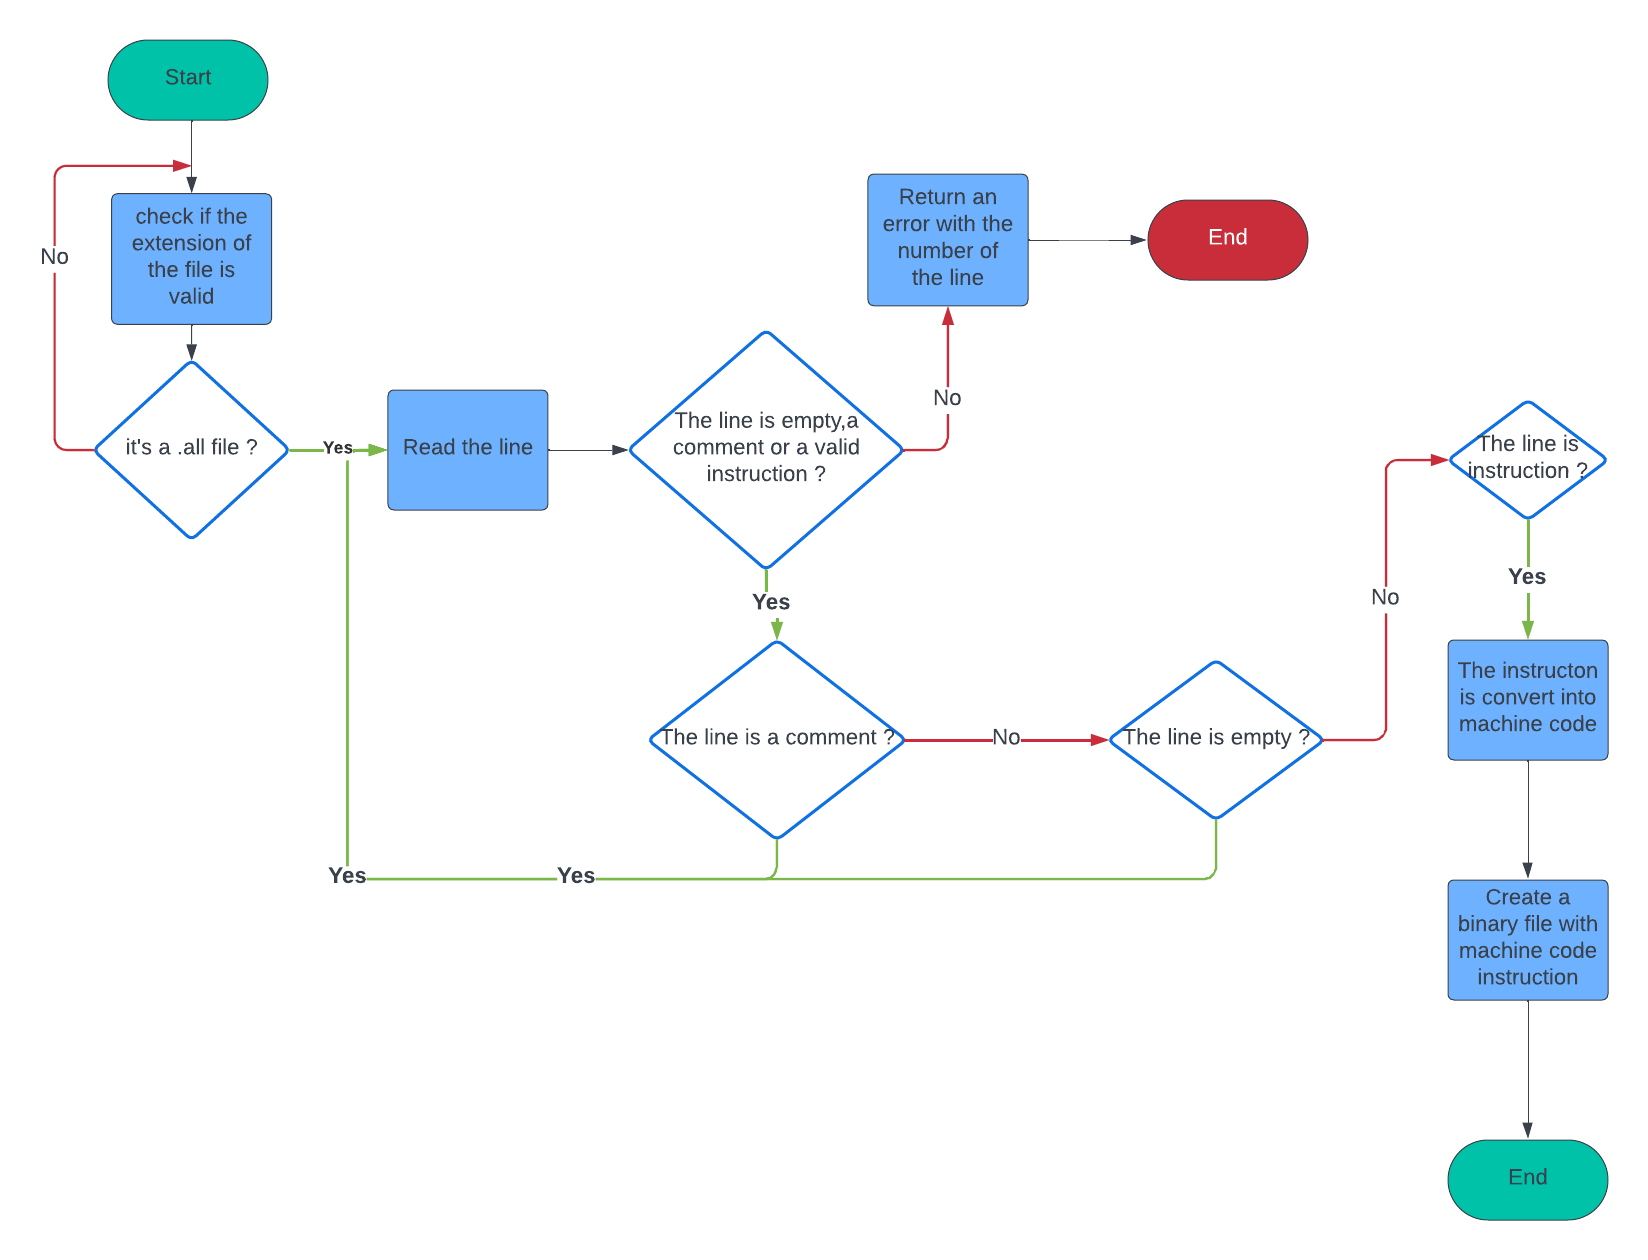 Start
check if the
extension of
the file is
valid
No
it's a .all file ?
Yes
Read the line
The line is empty,a
comment or a valid
instruction ?
No
Return an
error with the
number of
the line
End
Yes
The line is a comment ?
No
The line is empty ?
Yes
Yes
No
The line is
instruction ?
Yes
The instructon
is convert into
machine code
Create a
binary file with
machine code
instruction
End